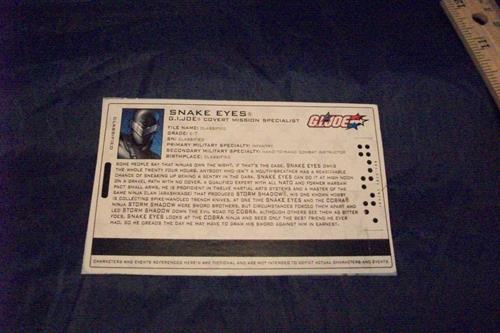 SNAKE EYES®
G.I.JOE® COVERT MISSION SPECIALIST
CLASSIFIED
FILE NAME: CLASSIFIED
GRADE: E-7
SN: CLASSIFIED
PRIMARY MILITARY SPECIALTY: INFANTRY
SECONDARY MILITARY SPECIALTY: HAND-TO-HAND COMBAT INSTRUCTOR
BIRTHPLACE: CLASSIFIED
G.I.JOE
SOME PEOPLE SAY THAT NINJAS OWN THE NIGHT. IF THAT'S THE CASE, SNAKE EYES OWNS
THE WHOLE TWENTY FOUR HOURS. ANYBODY WHO ISN'T A MOUTH-BREATHER HAS A REASONABLE
CHANCE OF SNEAKING UP BEHIND A SENTRY IN THE DARK. SNAKE EYES CAN DO IT AT HIGH NOON
ON A GRAVEL PATH WITH NO COVER. A QUALIFIED EXPERT WITH ALL NATO AND FORMER WARSAW
PACT SMALL ARMS, HE IS PROFICIENT IN TWELVE MARTIAL ARTS SYSTEMS AND A MASTER OF THE
SAME NINJA CLAN (ARASHIKAGE) THAT PRODUCED STORM SHADOW®. HIS ONE KNOWN HOBBY
IS COLLECTING SPIKE-HANDLED TRENCH KNIVES. AT ONE TIME SNAKE EYES AND THE COBRA®
NINJA STORM SHADOW WERE SWORD BROTHERS, BUT CIRCUMSTANCES FORCED THEM APART AND
LED STORM SHADOW DOWN THE EVIL ROAD TO COBRA. ALTHOUGH OTHERS SEE THEM AS BITTER
FOES, SNAKE EYES LOOKS AT THE COBRA NINJA AND SEES ONLY THE BEST FRIEND HE EVER
HAD, SO HE DREADS THE DAY HE MAY HAVE TO DRAW HIS SWORD AGAINST HIM IN EARNEST.
CHARACTERS AND EVENTS REFERENCED HEREIN ARE FICTIONAL AND ARE NOT INTENDED TO DEPICT ACTUAL CHARACTERS AND EVENTS.